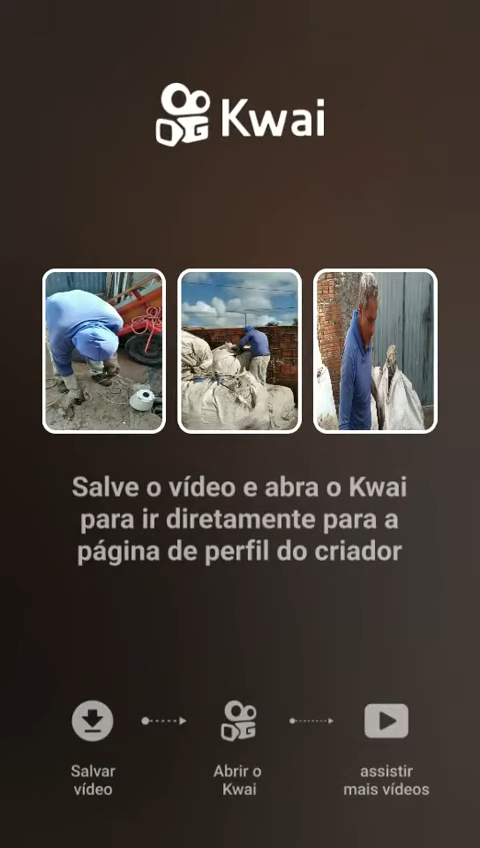 Kwai
Salve o vídeo e abra o Kwai
para ir diretamente para a
página de perfil do criador
Salvar
vídeo
Abrir o
Kwai
assistir
mais vídeos